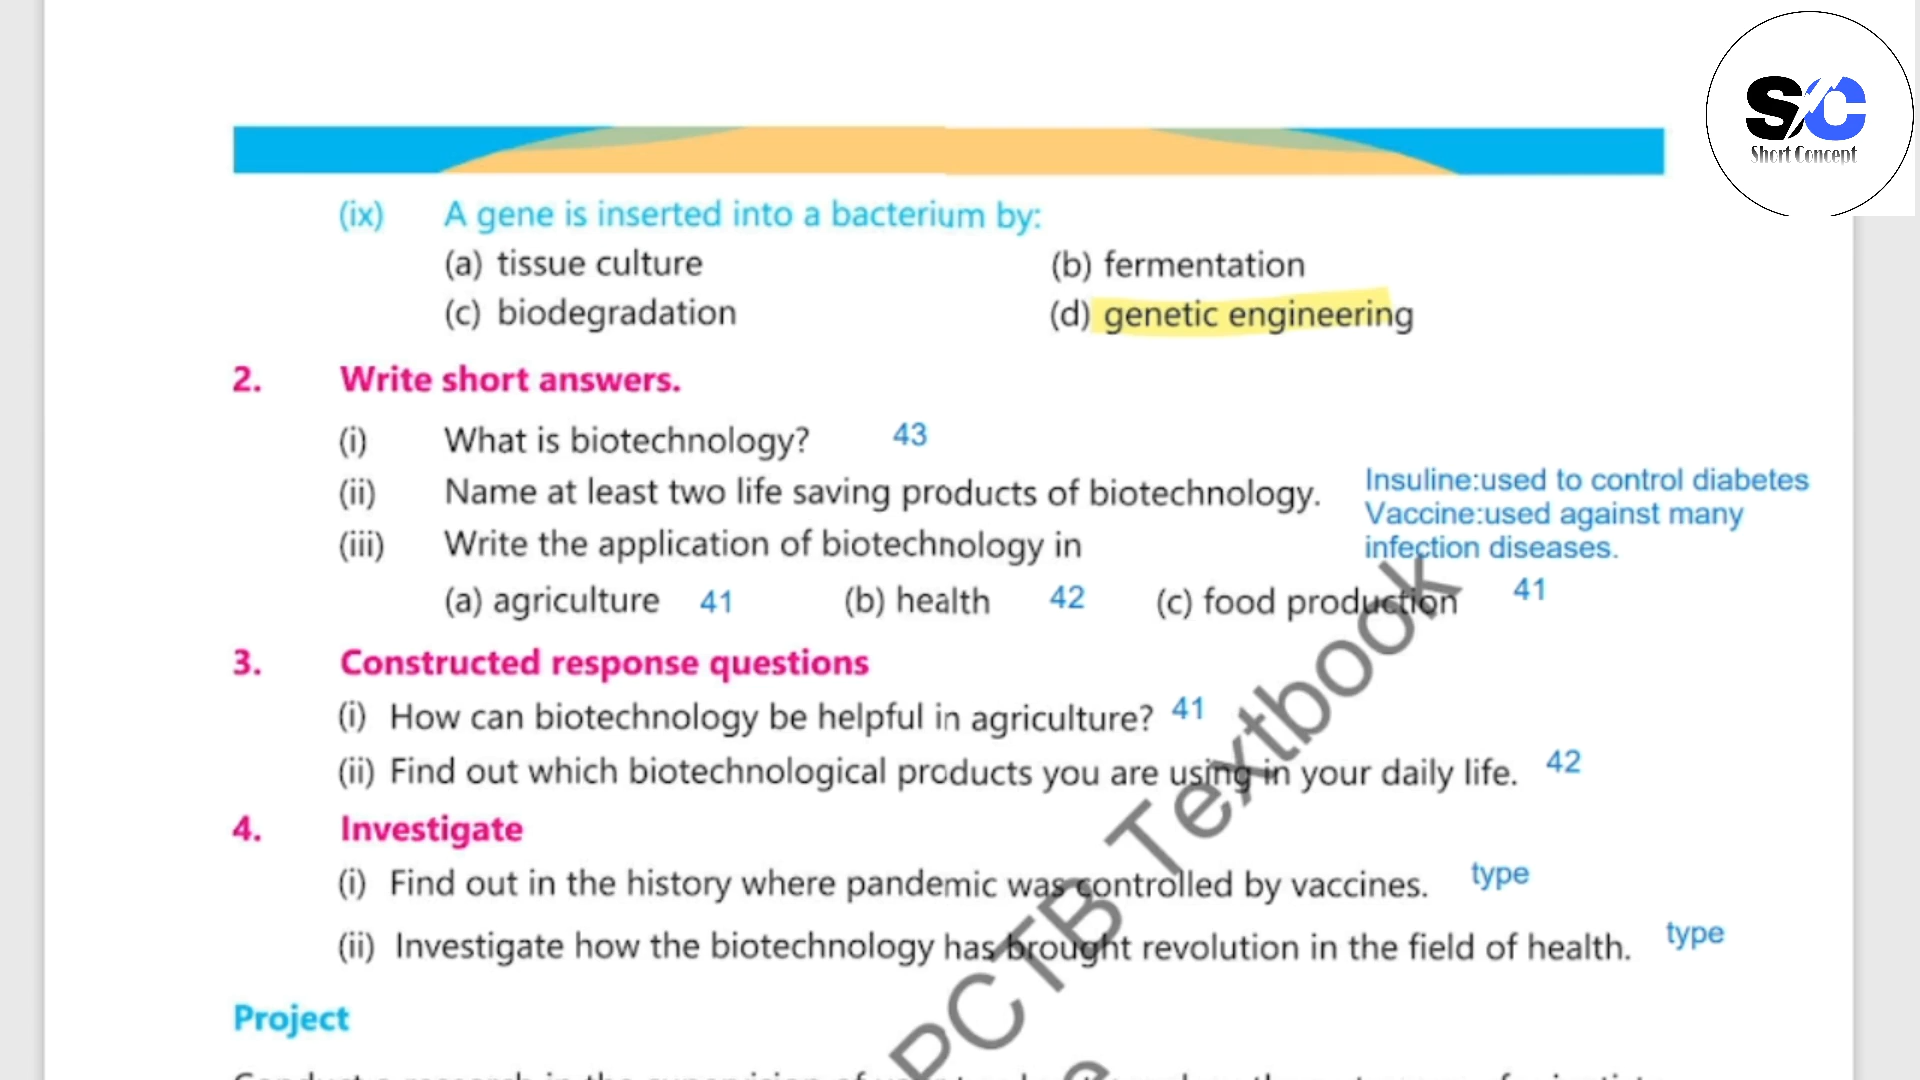 S/C
Short Concept
(ix) A gene is inserted into a bacterium by:
(a) tissue culture (b) fermentation
(c) biodegradation (d) genetic engineering
2. Write short answers.
(i) What is biotechnology? 43
(ii) Name at least two life saving products of biotechnology.
Insuline:used to control diabetes
Vaccine:used against many
infection diseases.
(iii) Write the application of biotechnology in
(a) agriculture 41 (b) health 42 (c) food production 41
3. Constructed response questions
(i) How can biotechnology be helpful in agriculture? 41
(ii) Find out which biotechnological products you are using in your daily life. 42
4. Investigate
(i) Find out in the history where pandemic was controlled by vaccines. type
(ii) Investigate how the biotechnology has brought revolution in the field of health. type
Project
PCTB Textbook